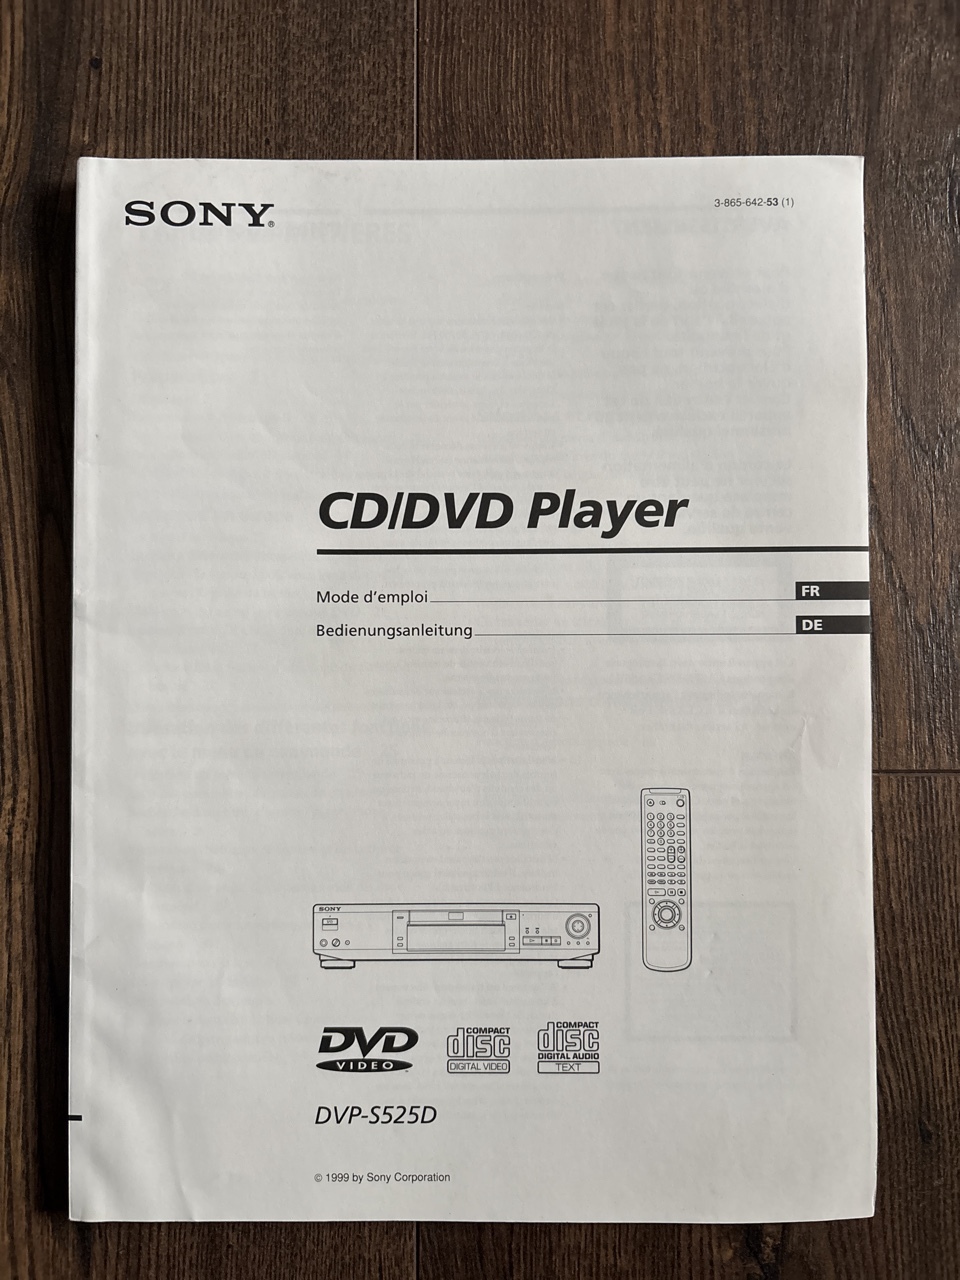 SONY®
3-865-642-53 (1)
CD/DVD Player
Mode d'emploi FR
Bedienungsanleitung DE
SONY
DVD
VIDEO
COMPACT
disc
DIGITAL VIDEO
COMPACT
disc
DIGITAL AUDIO
TEXT
DVP-S525D
© 1999 by Sony Corporation